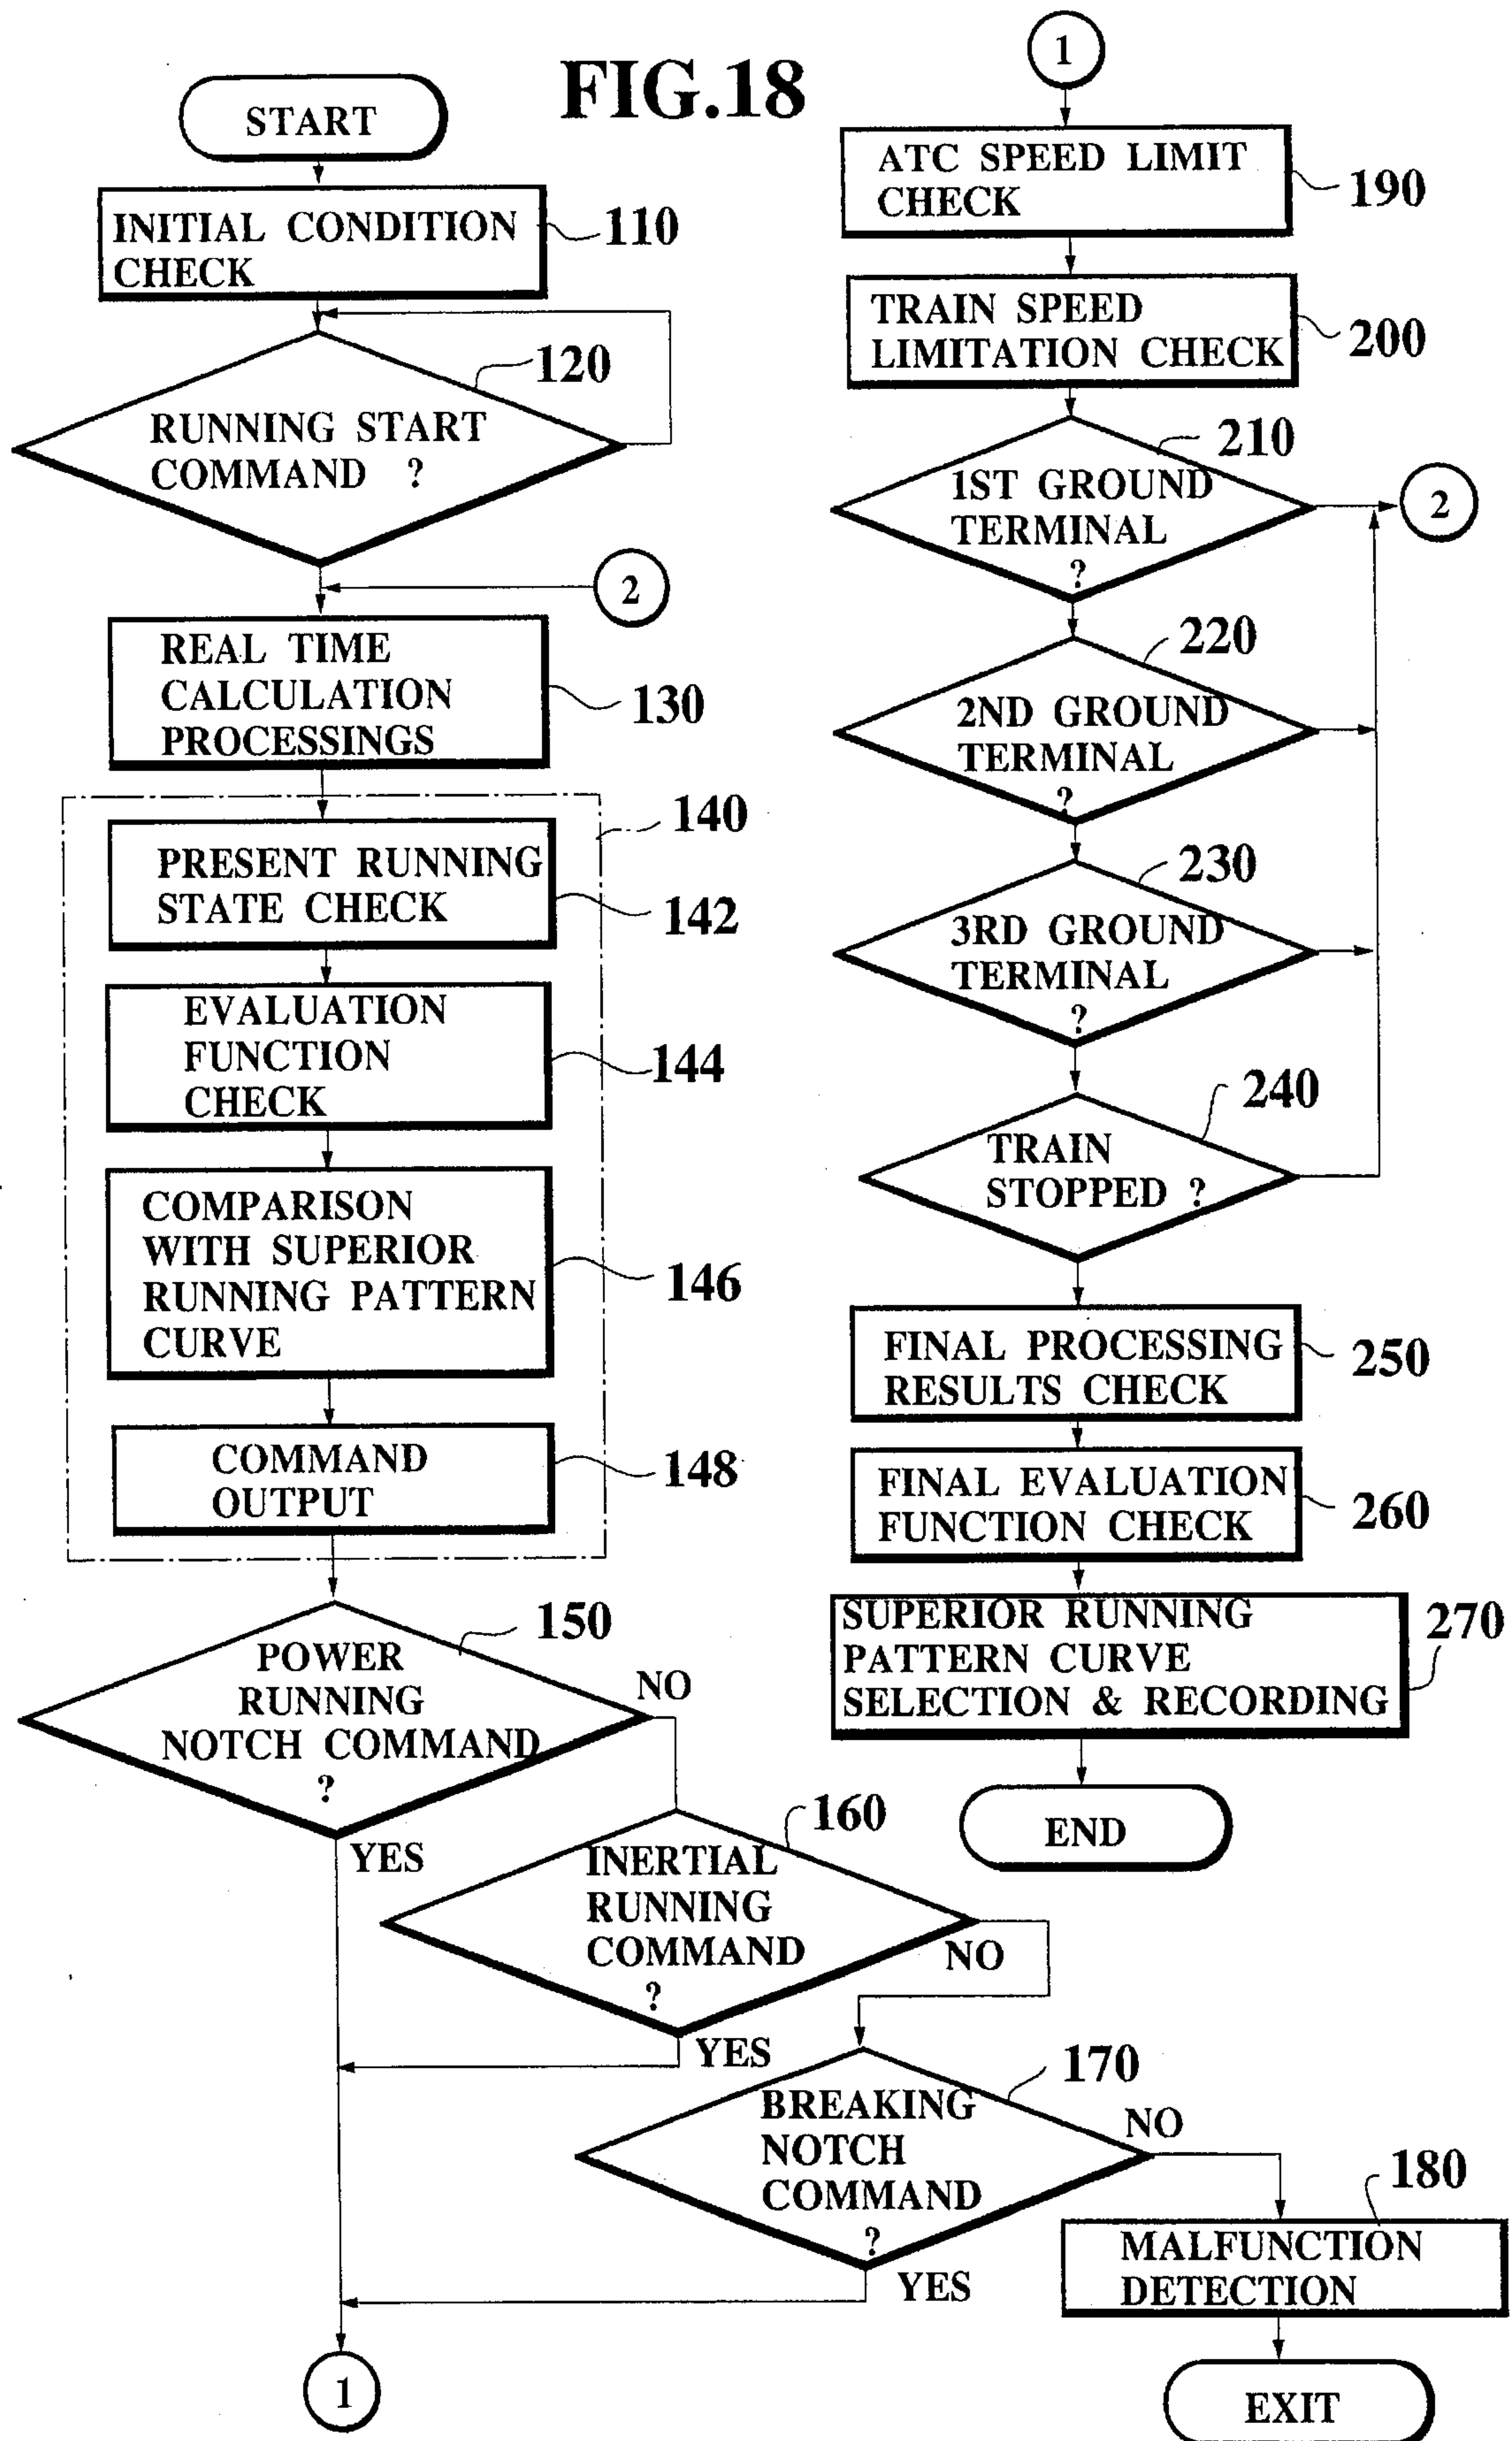 FIG.18
START
INITIAL CONDITION
CHECK
110
120
RUNNING START
COMMAND ?
2
REAL TIME
CALCULATION
PROCESSINGS
130
140
PRESENT RUNNING
STATE CHECK
142
EVALUATION
FUNCTION
CHECK
144
COMPARISON
WITH SUPERIOR
RUNNING PATTERN
CURVE
146
COMMAND
OUTPUT
148
150
POWER
RUNNING
NOTCH COMMAND
?
NO
YES
160
INERTIAL
RUNNING
COMMAND
?
NO
YES
170
BREAKING
NOTCH
COMMAND
?
NO
YES
180
MALFUNCTION
DETECTION
EXIT
1
1
ATC SPEED LIMIT
CHECK
190
TRAIN SPEED
LIMITATION CHECK
200
210
1ST GROUND
TERMINAL
?
2
220
2ND GROUND
TERMINAL
?
230
3RD GROUND
TERMINAL
?
240
TRAIN
STOPPED ?
FINAL PROCESSING
RESULTS CHECK
250
FINAL EVALUATION
FUNCTION CHECK
260
SUPERIOR RUNNING
PATTERN CURVE
SELECTION & RECORDING
270
END